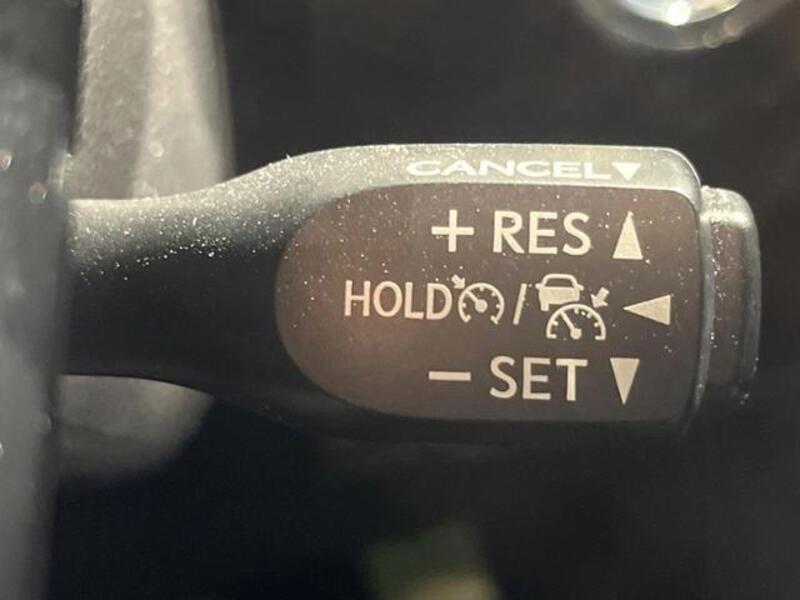 CANCEL▼
+ RES ▲
HOLD / ◀
− SET ▼